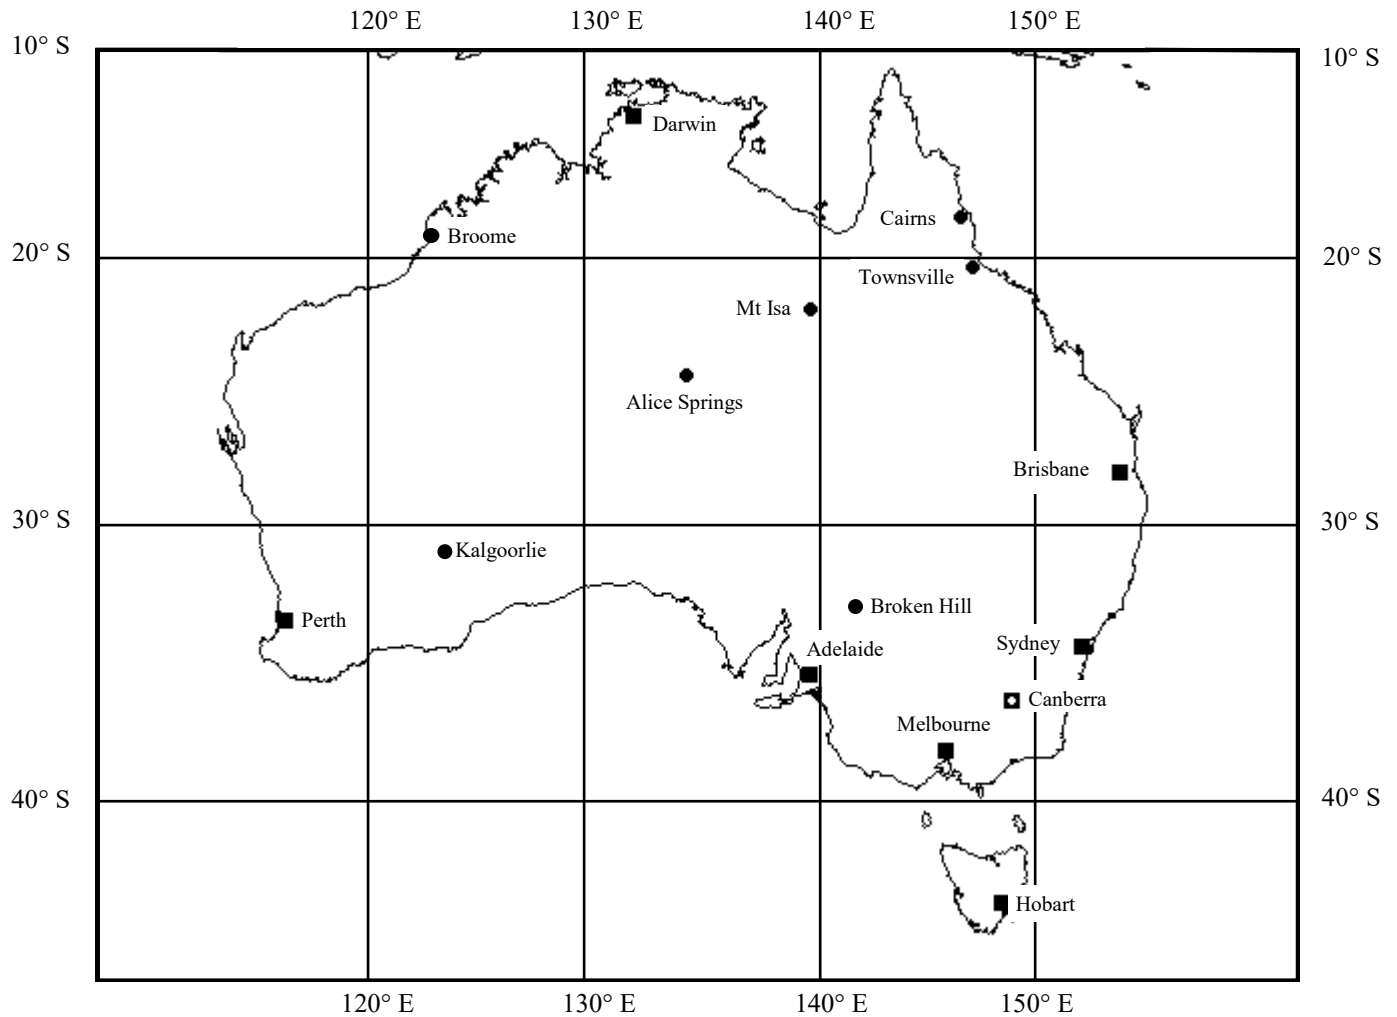 120° E
130° E
140° E
150° E
10° S
10° S
Darwin
Cairns
Broome
20° S
20° S
Townsville
Mt Isa
Alice Springs
Brisbane
30° S
30° S
Kalgoorlie
Broken Hill
Perth
Sydney
Adelaide
Canberra
Melbourne
40° S
40° S
Hobart
120° E
130° E
140° E
150° E